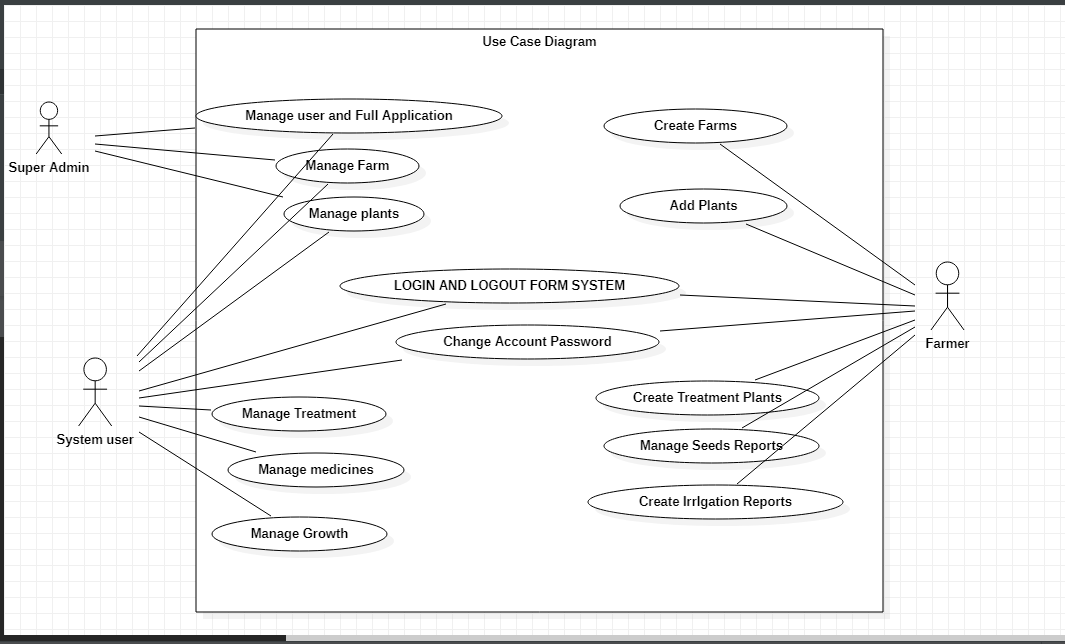 Use Case Diagram
Manage user and Full Application
Create Farms
Super Admin
Manage Farm
Manage plants
Add Plants
LOGIN AND LOGOUT FORM SYSTEM
Change Account Password
Farmer
System user
Manage Treatment
Create Treatment Plants
Manage Seeds Reports
Manage medicines
Create IrrIgation Reports
Manage Growth